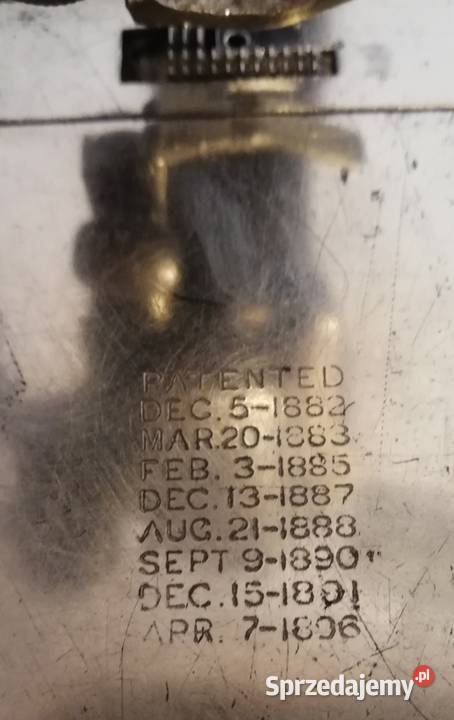 PATENTED
DEC. 5-1882
MAR.20-1883
FEB. 3-1885
DEC.13-1887
AUG.21-1888
SEPT 9-1890
DEC.15-1891
APR. 7-1896
Sprzedajemy.pl